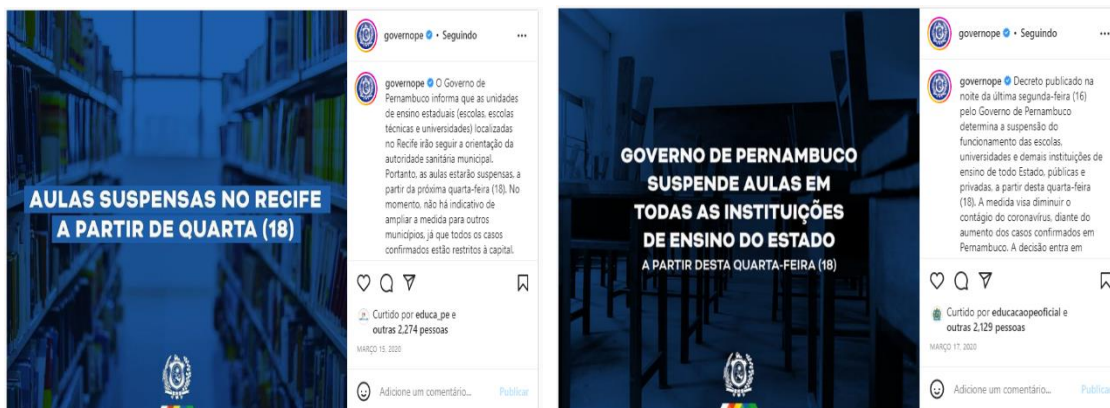 AULAS SUSPENSAS NO RECIFE
A PARTIR DE QUARTA (18)
governope • Seguindo
governope O Governo de
Pernambuco informa que as unidades
de ensino estaduais (escolas, escolas
técnicas e universidades) localizadas
no Recife irão seguir a orientação da
autoridade sanitária municipal.
Portanto, as aulas estarão suspensas, a
partir da próxima quarta-feira (18). No
momento, não há indicativo de
ampliar a medida para outros
municípios, já que todos os casos
confirmados estão restritos à capital.
Curtido por educa_pe e
outras 2,274 pessoas
MARÇO 15, 2020
Adicione um comentário... Publicar
GOVERNO DE PERNAMBUCO
SUSPENDE AULAS EM
TODAS AS INSTITUIÇÕES
DE ENSINO DO ESTADO
A PARTIR DESTA QUARTA-FEIRA (18)
governope • Seguindo
governope Decreto publicado na
noite da última segunda-feira (16)
pelo Governo de Pernambuco
determina a suspensão do
funcionamento das escolas,
universidades e demais instituições de
ensino de todo Estado, públicas e
privadas, a partir desta quarta-feira
(18). A medida visa diminuir o
contágio do coronavírus, diante do
aumento dos casos confirmados em
Pernambuco. A decisão entra em
Curtido por educacaopeoficial e
outras 2,129 pessoas
MARÇO 17, 2020
Adicione um comentário... Publicar